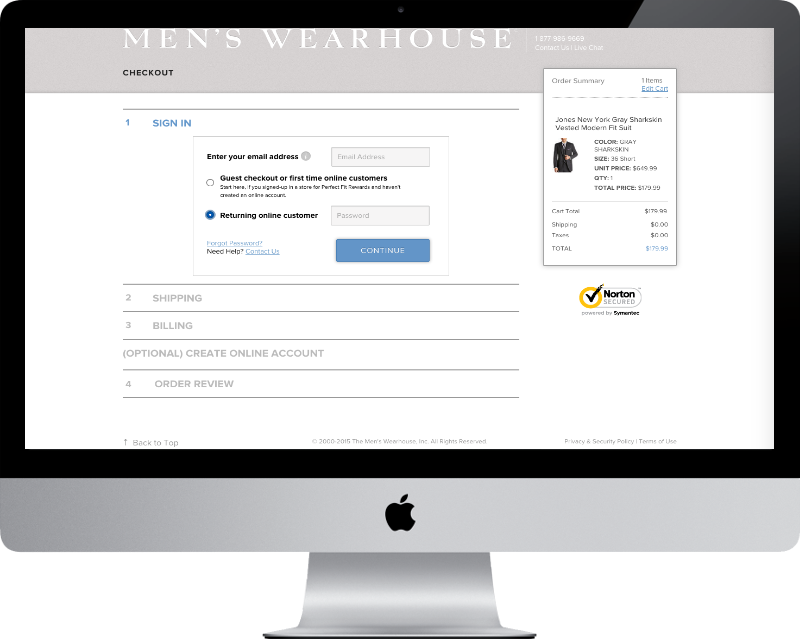 MEN'S WEARHOUSE
1 877-986-9669
Contact Us | Live Chat
CHECKOUT
1 SIGN IN
Enter your email address i
Email Address
Guest checkout or first time online customers
Start here, if you signed-up in a store for Perfect Fit Rewards and haven't
created an online account.
Returning online customer
Password
Forgot Password?
Need Help? Contact Us
CONTINUE
2 SHIPPING
3 BILLING
(OPTIONAL) CREATE ONLINE ACCOUNT
4 ORDER REVIEW
Order Summary
1 Items
Edit Cart
Jones New York Gray Sharkskin
Vested Modern Fit Suit
COLOR: GRAY
SHARKSKIN
SIZE: 36 Short
UNIT PRICE: $649.99
QTY: 1
TOTAL PRICE: $179.99
Cart Total $179.99
Shipping $0.00
Taxes $0.00
TOTAL $179.99
Norton
SECURED
powered by Symantec
↑ Back to Top
© 2000-2015 The Men's Wearhouse, Inc. All Rights Reserved.
Privacy & Security Policy | Terms of Use